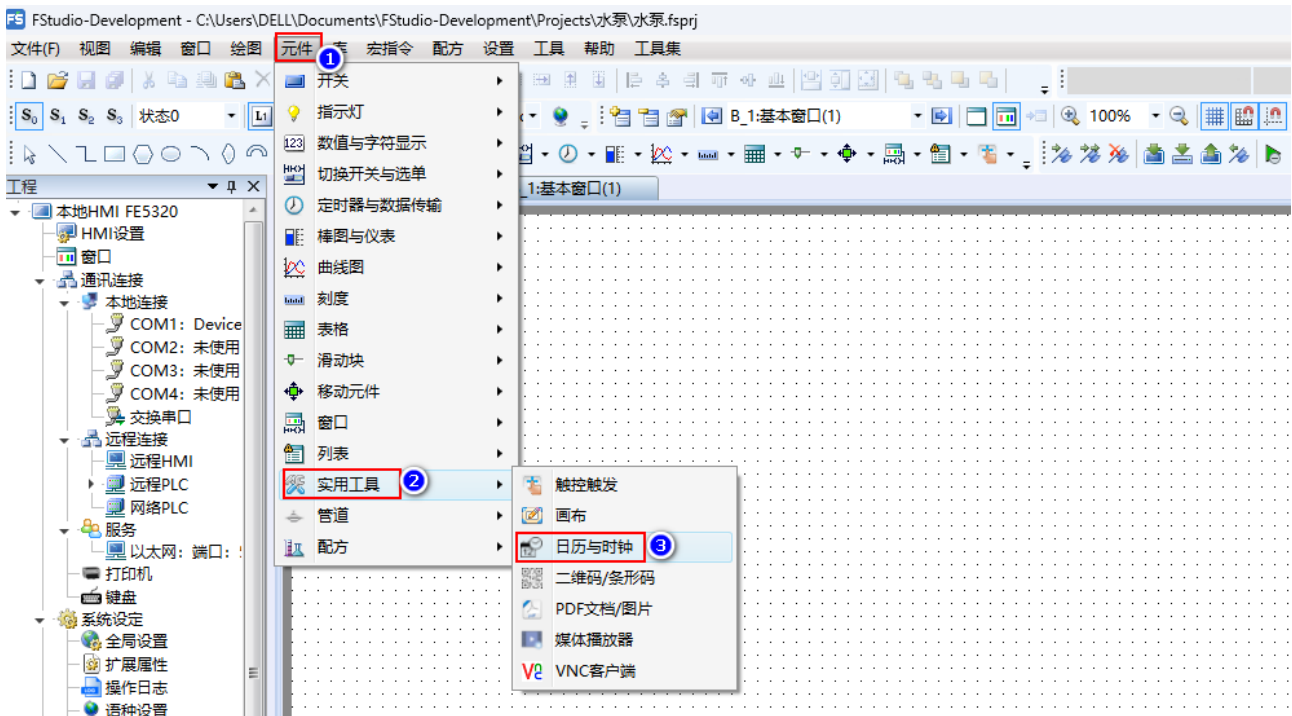 FS FStudio-Development - C:\Users\DELL\Documents\FStudio-Development\Projects\水泵\水泵.fsprj
文件(F) 视图 编辑 窗口 绘图 元件 库 宏指令 配方 设置 工具 帮助 工具集
1
S0 S1 S2 S3 状态0 L1 B_1:基本窗口(1) 100%
工程
_1:基本窗口(1)
本地HMI FE5320
HMI设置
窗口
通讯连接
本地连接
COM1: Device
COM2: 未使用
COM3: 未使用
COM4: 未使用
交换串口
远程连接
远程HMI
远程PLC
网络PLC
服务
以太网: 端口:
打印机
键盘
系统设定
全局设置
扩展属性
操作日志
语种设置
开关
指示灯
123 数值与字符显示
切换开关与选单
定时器与数据传输
棒图与仪表
曲线图
刻度
表格
滑动块
移动元件
窗口
列表
实用工具 2
管道
配方
触控触发
画布
日历与时钟 3
二维码/条形码
PDF文档/图片
媒体播放器
VNC客户端